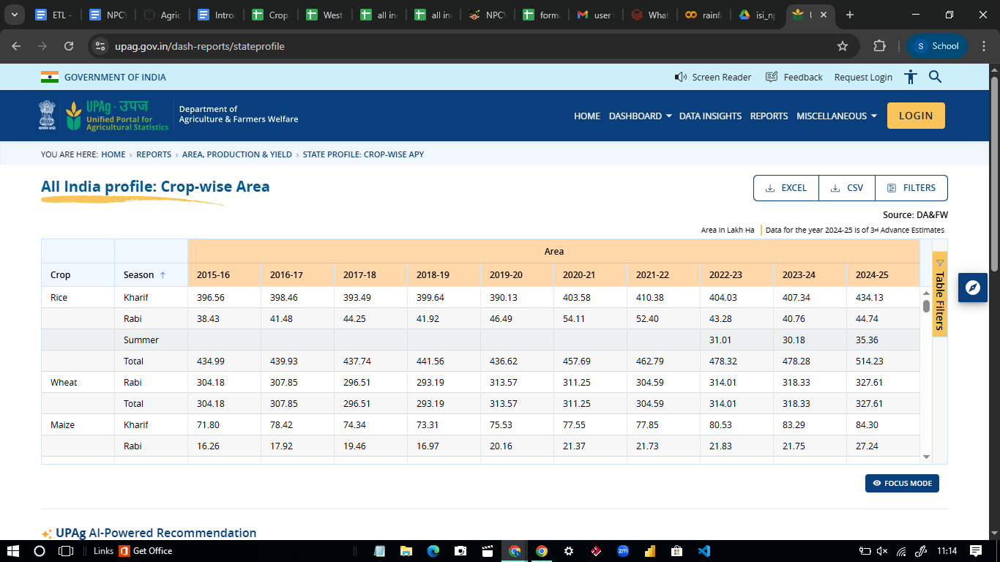 ETL -
NPCY
Agric
Introd
Crop
West
all inc
all inc
NPCY
form
user
What
rainfa
isi_np
upag.gov.in/dash-reports/stateprofile
S School
GOVERNMENT OF INDIA
Screen Reader
Feedback
Request Login
UPAg - उपज
Unified Portal for
Agricultural Statistics
सत्यमेव जयते
Department of
Agriculture & Farmers Welfare
HOME DASHBOARD DATA INSIGHTS REPORTS MISCELLANEOUS
LOGIN
YOU ARE HERE: HOME › REPORTS › AREA, PRODUCTION & YIELD › STATE PROFILE: CROP-WISE APY
All India profile: Crop-wise Area
EXCEL CSV FILTERS
Source: DA&FW
Area In Lakh Ha | Data for the year 2024-25 Is of 3rd Advance Estimates
Area
Crop Season ↑ 2015-16 2016-17 2017-18 2018-19 2019-20 2020-21 2021-22 2022-23 2023-24 2024-25
Rice Kharif 396.56 398.46 393.49 399.64 390.13 403.58 410.38 404.03 407.34 434.13
Rabi 38.43 41.48 44.25 41.92 46.49 54.11 52.40 43.28 40.76 44.74
Summer 31.01 30.18 35.36
Total 434.99 439.93 437.74 441.56 436.62 457.69 462.79 478.32 478.28 514.23
Wheat Rabi 304.18 307.85 296.51 293.19 313.57 311.25 304.59 314.01 318.33 327.61
Total 304.18 307.85 296.51 293.19 313.57 311.25 304.59 314.01 318.33 327.61
Maize Kharif 71.80 78.42 74.34 73.31 75.53 77.55 77.85 80.53 83.29 84.30
Rabi 16.26 17.92 19.46 16.97 20.16 21.37 21.73 21.83 21.75 27.24
Table Filters
FOCUS MODE
UPAg AI-Powered Recommendation
Links
Get Office
zm
11:14